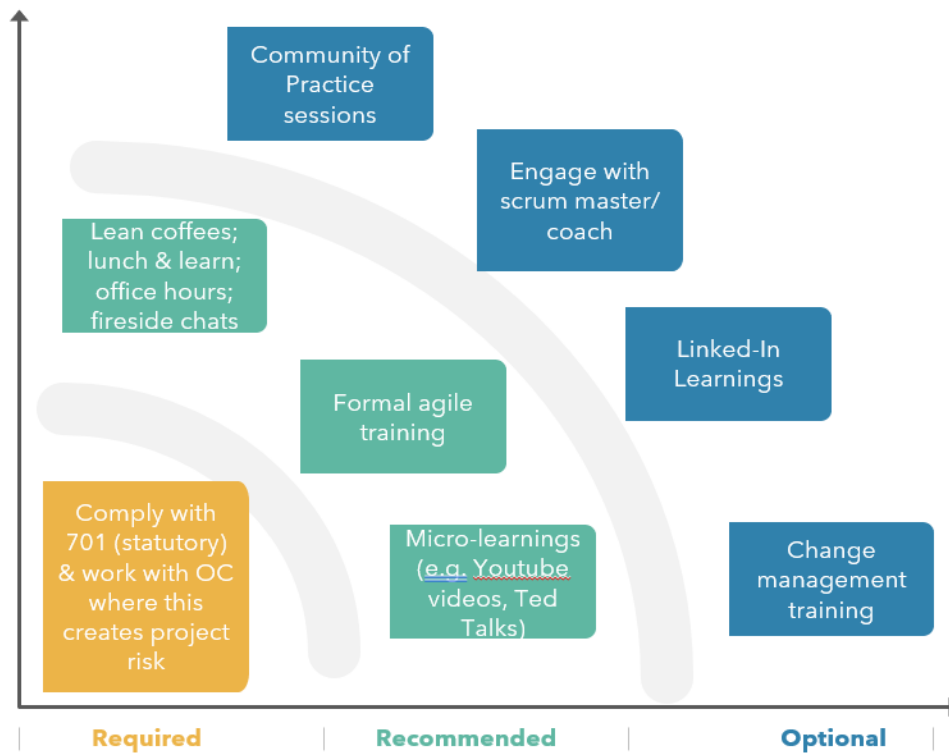 Community of
Practice
sessions
Engage with
scrum master/
coach
Lean coffees;
lunch & learn;
office hours;
fireside chats
Linked-In
Learnings
Formal agile
training
Comply with
701 (statutory)
& work with OC
where this
creates project
risk
Micro-learnings
(e.g. Youtube
videos, Ted
Talks)
Change
management
training
Required
Recommended
Optional